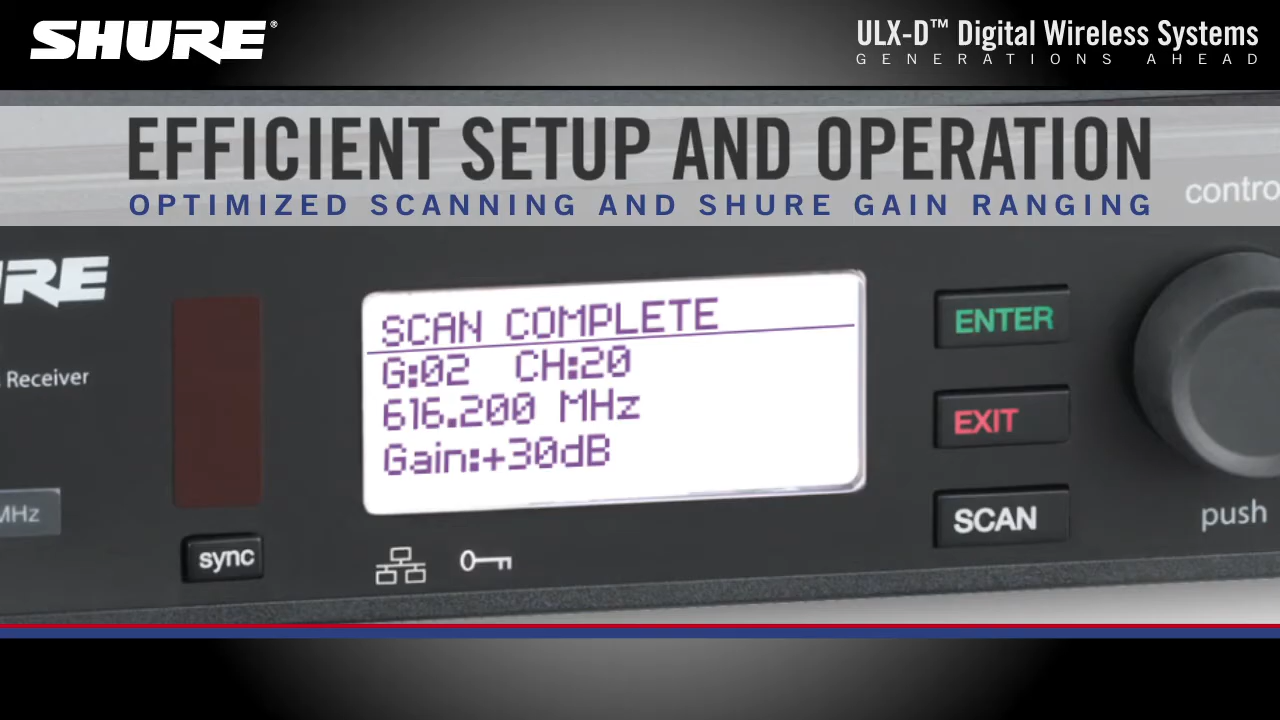 SHURE®
ULX-D™ Digital Wireless Systems
GENERATIONS AHEAD
EFFICIENT SETUP AND OPERATION
OPTIMIZED SCANNING AND SHURE GAIN RANGING
contro
URE
Receiver
MHz
sync
SCAN COMPLETE
G:02 CH:20
616.200 MHz
Gain:+30dB
ENTER
EXIT
SCAN
push